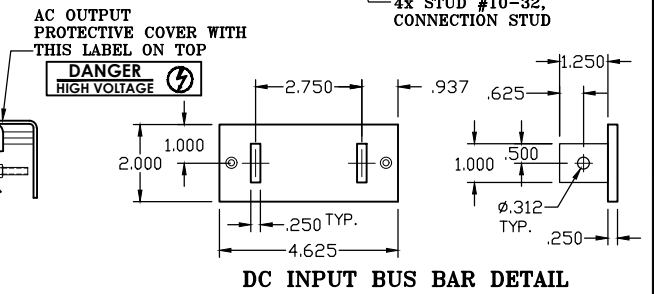 4x STUD #10-32,
CONNECTION STUD
AC OUTPUT
PROTECTIVE COVER WITH
THIS LABEL ON TOP
DANGER
HIGH VOLTAGE
2.750
.937
1.250
.625
1.000
2.000
.500
1.000
.250 TYP.
4.625
Ø.312
TYP.
.250
DC INPUT BUS BAR DETAIL